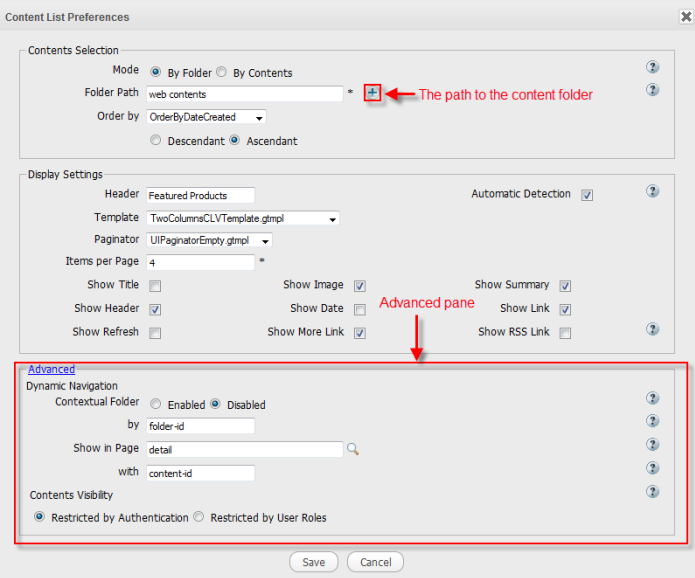 Content List Preferences
Contents Selection
Mode By Folder By Contents
Folder Path web contents * The path to the content folder
Order by OrderByDateCreated
Descendant Ascendant
Display Settings
Header Featured Products Automatic Detection
Template TwoColumnsCLVTemplate.gtmpl
Paginator UIPaginatorEmpty.gtmpl
Items per Page 4 *
Show Title Show Image Show Summary
Show Header Show Date Show Link
Advanced pane
Show Refresh Show More Link Show RSS Link
Advanced
Dynamic Navigation
Contextual Folder Enabled Disabled
by folder-id
Show in Page detail
with content-id
Contents Visibility
Restricted by Authentication Restricted by User Roles
Save Cancel